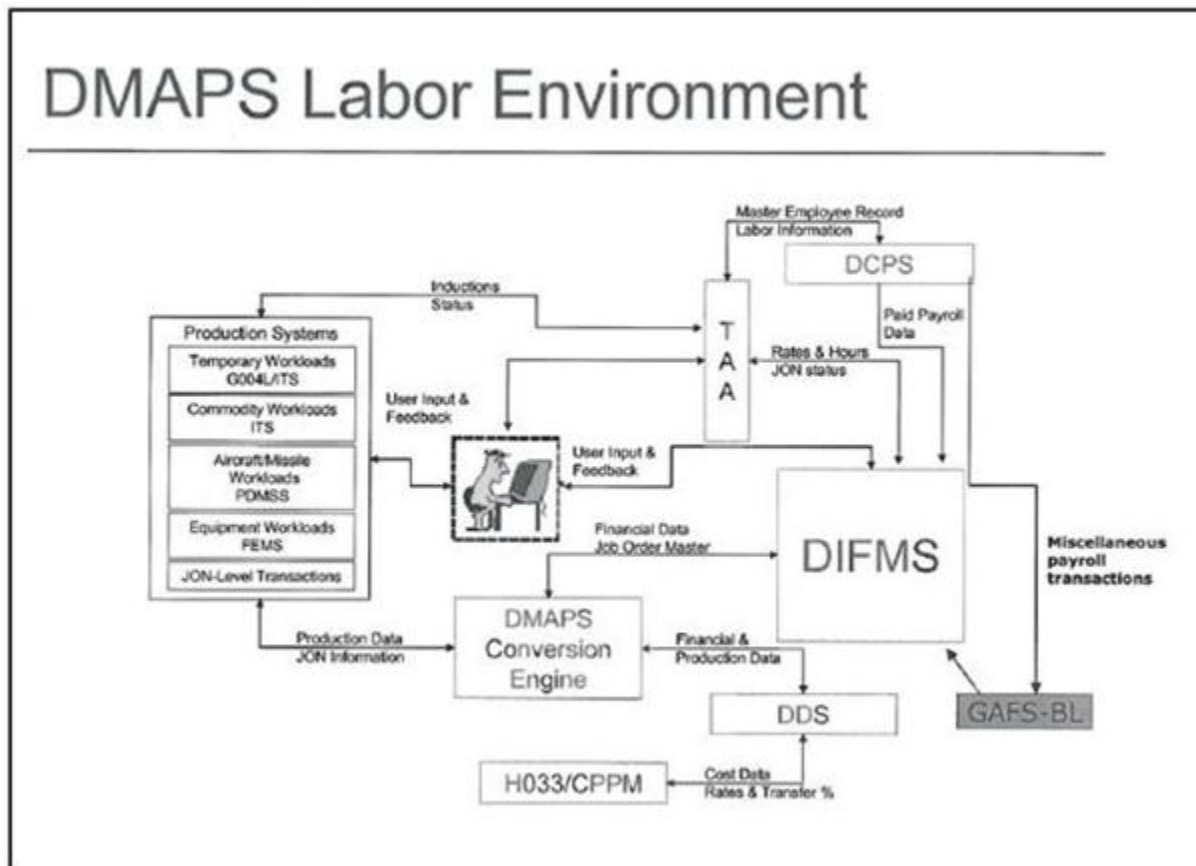 DMAPS Labor Environment
Master Employee Record
Labor Information
DCPS
Inductions
Status
Paid Payroll
Data
Production Systems
Temporary Workloads
G004L/ITS
Commodity Workloads
ITS
Aircraft/Missile
Workloads
PDMSS
Equipment Workloads
FEMS
JON-Level Transactions
T
A
A
Rates & Hours
JON status
User Input &
Feedback
User Input &
Feedback
Financial Data
Job Order Master
DIFMS
Miscellaneous
payroll
transactions
Production Data
JON Information
DMAPS
Conversion
Engine
Financial &
Production Data
DDS
GAFS-BL
H033/CPPM
Cost Data
Rates & Transfer %